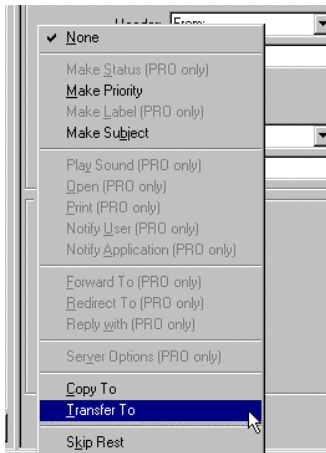 Header: From:
None
Make Status (PRO only)
Make Priority
Make Label (PRO only)
Make Subject
Play Sound (PRO only)
Open (PRO only)
Print (PRO only)
Notify User (PRO only)
Notify Application (PRO only)
Forward To (PRO only)
Redirect To (PRO only)
Reply with (PRO only)
Server Options (PRO only)
Copy To
Transfer To
Skip Rest